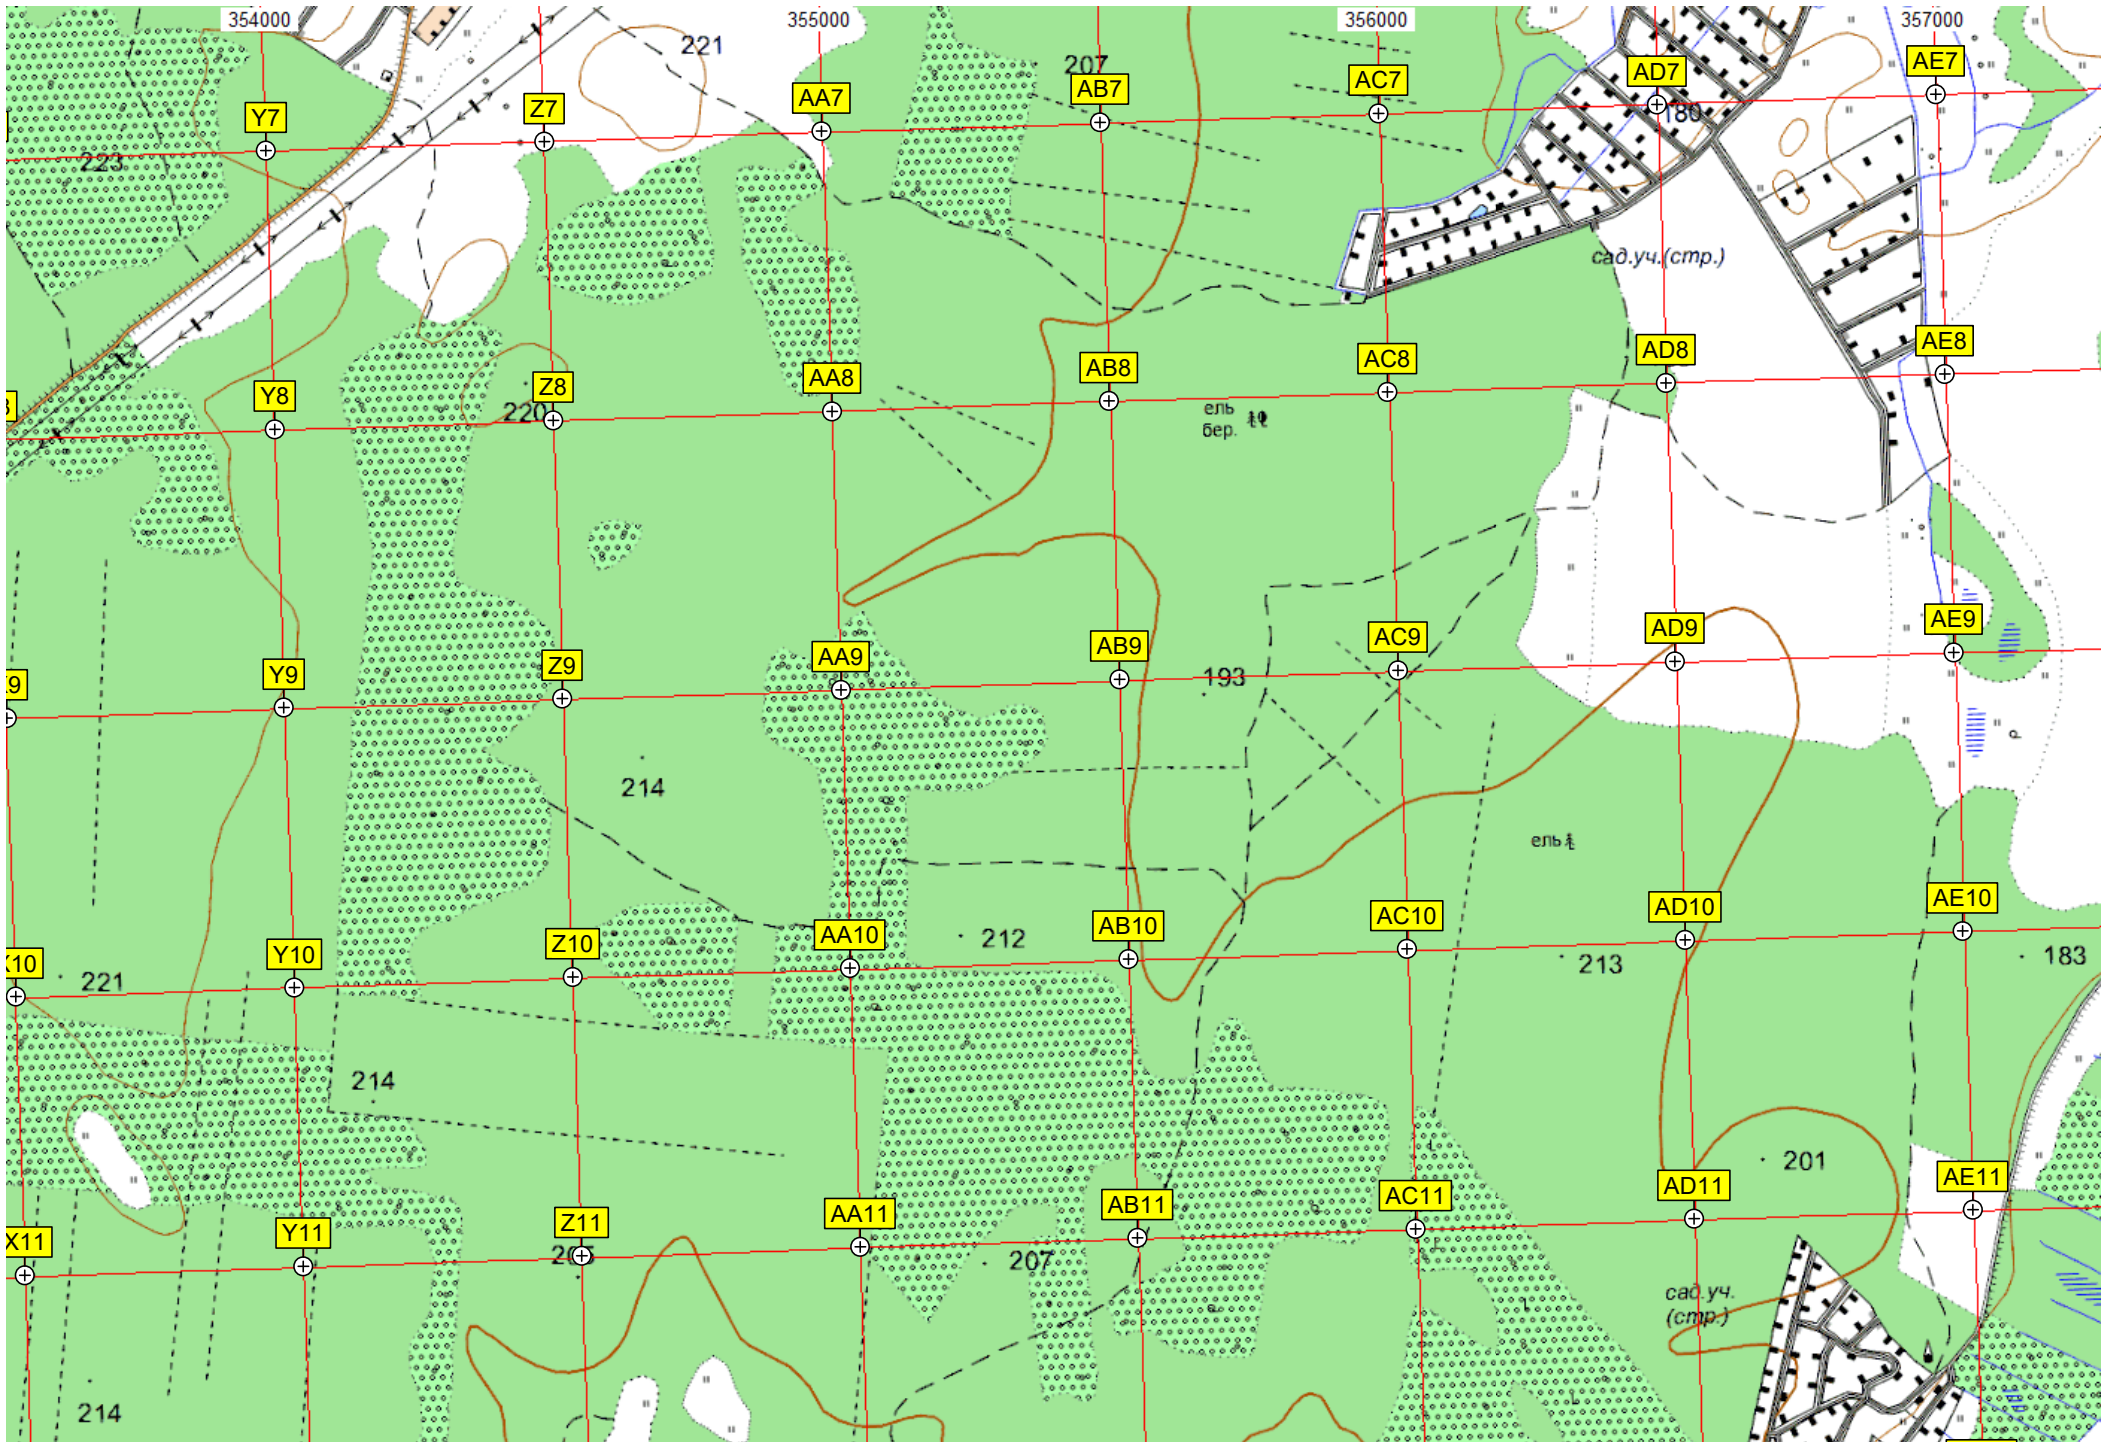 354000 355000 356000 357000
221
207
Y7 Z7 AA7 AB7 AC7 AD7 AE7
180
223
сад.уч.(стр.)
Y8 Z8 AA8 AB8 AC8 AD8 AE8
220
ель
бер.
Y9 Z9 AA9 AB9 AC9 AD9 AE9
193
214
ель
Y10 Z10 AA10 AB10 AC10 AD10 AE10
221
212
213
183
214
201
X11 Y11 Z11 AA11 AB11 AC11 AD11 AE11
207
сад.уч.
(стр.)
214